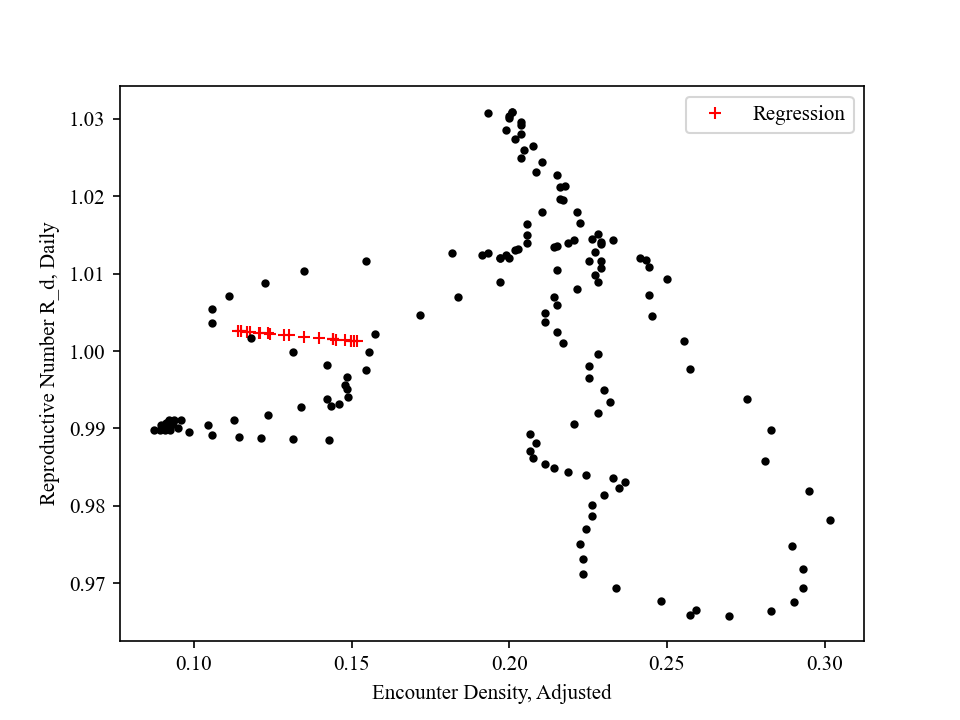 Regression
1.03
1.02
1.01
1.00
0.99
0.98
0.97
Reproductive Number R_d, Daily
0.10 0.15 0.20 0.25 0.30
Encounter Density, Adjusted